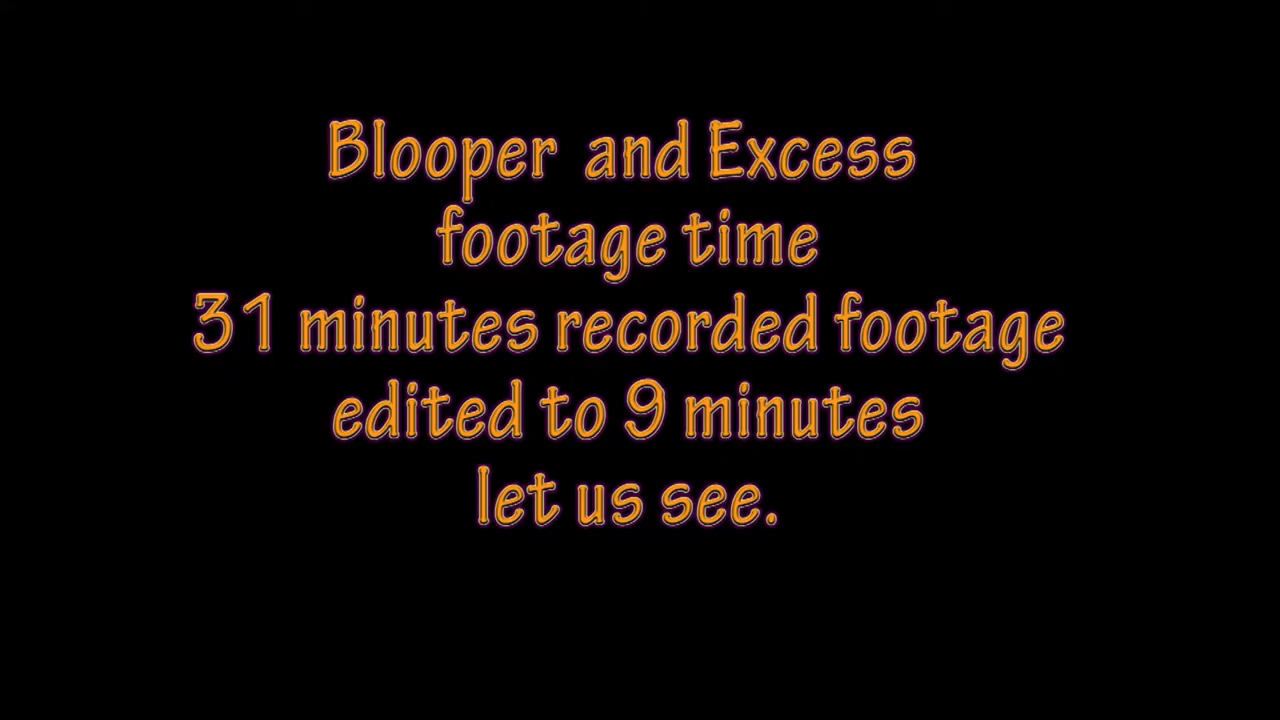 Blooper and Excess
footage time
31 minutes recorded footage
edited to 9 minutes
let us see.